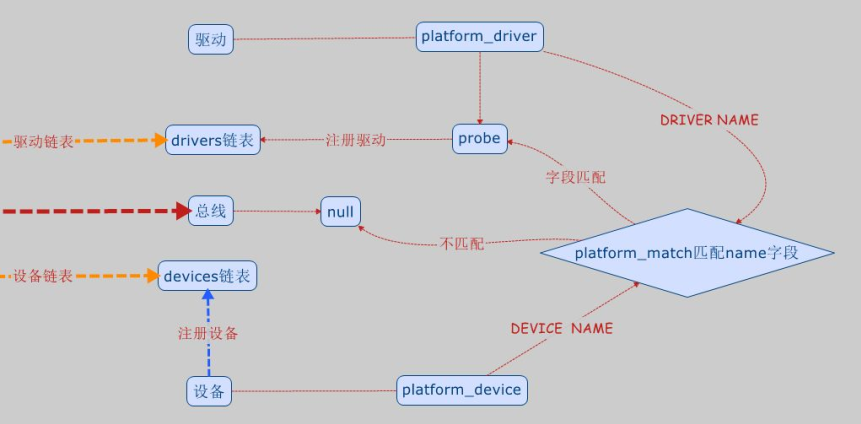 驱动
platform_driver
DRIVER NAME
驱动链表
drivers链表
注册驱动
probe
字段匹配
总线
null
不匹配
platform_match匹配name字段
设备链表
devices链表
注册设备
DEVICE NAME
设备
platform_device